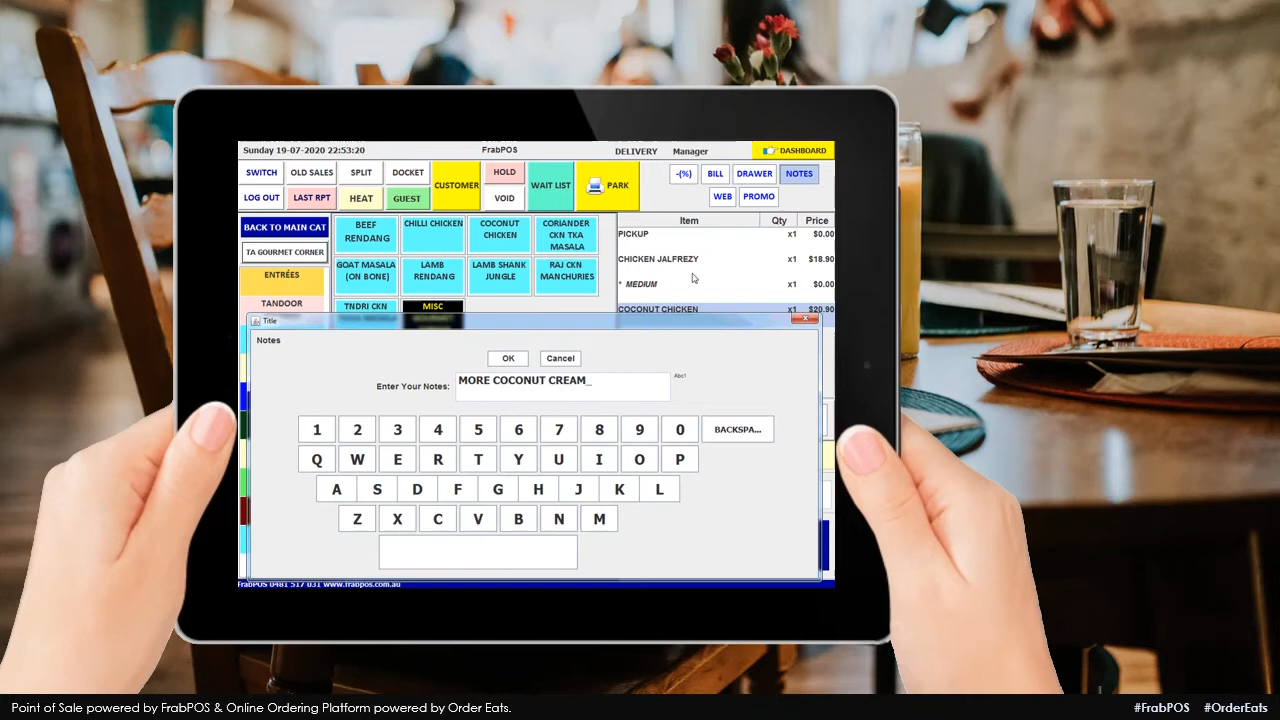 Sunday 19-07-2020 22:53:20 FrabPOS DELIVERY Manager DASHBOARD
SWITCH OLD SALES SPLIT DOCKET CUSTOMER HOLD WAIT LIST PARK -(%) BILL DRAWER NOTES
LOG OUT LAST RPT HEAT GUEST VOID WEB PROMO
BACK TO MAIN CAT
TA GOURMET CORNER
ENTRÉES
TANDOOR
BEEF RENDANG
CHILLI CHICKEN
COCONUT CHICKEN
CORIANDER CKN TKA MASALA
GOAT MASALA (ON BONE)
LAMB RENDANG
LAMB SHANK JUNGLE
RAJ CKN MANCHURIES
TNDRI CKN
MISC
Item Qty Price
PICKUP x1 $0.00
CHICKEN JALFREZY x1 $18.90
* MEDIUM x1 $0.00
COCONUT CHICKEN x1 $20.90
Title
Notes
OK Cancel
Enter Your Notes: MORE COCONUT CREAM_ Abc1
1 2 3 4 5 6 7 8 9 0 BACKSPA...
Q W E R T Y U I O P
A S D F G H J K L
Z X C V B N M
FrabPOS 0481 517 031 www.frabpos.com.au
Point of Sale powered by FrabPOS & Online Ordering Platform powered by Order Eats. #FrabPOS #OrderEats